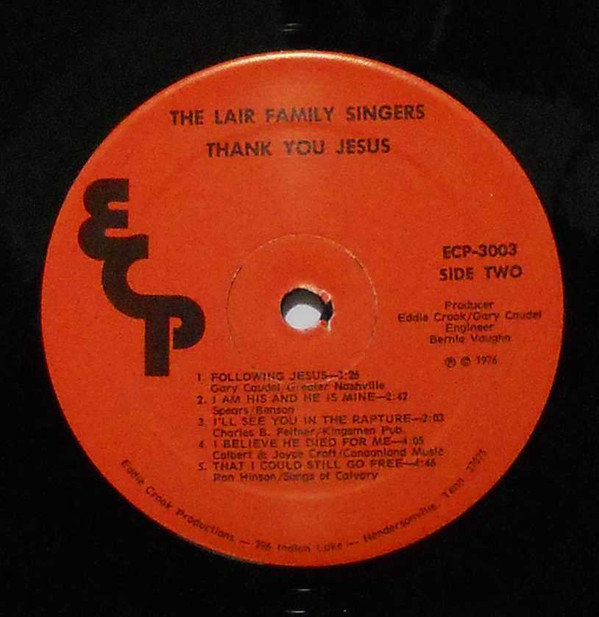 THE LAIR FAMILY SINGERS
THANK YOU JESUS
ECP
ECP-3003
SIDE TWO
Producer
Eddie Crook/Gary Caudel
Engineer
Bernie Vaughn
℗ © 1976
1. FOLLOWING JESUS—3:26
Gary Caudel/Greater Nashville
2. I AM HIS AND HE IS MINE—2:42
Spears/Benson
3. I'LL SEE YOU IN THE RAPTURE—2:03
Charles B. Feltner/Kingsmen Pub.
4. I BELIEVE HE DIED FOR ME—4:05
Colbert & Joyce Croft/Canaanland Music
5. THAT I COULD STILL GO FREE—4:46
Ron Hinson/Songs of Calvary
Eddie Crook Productions — 296 Indian Lake — Hendersonville, Tenn